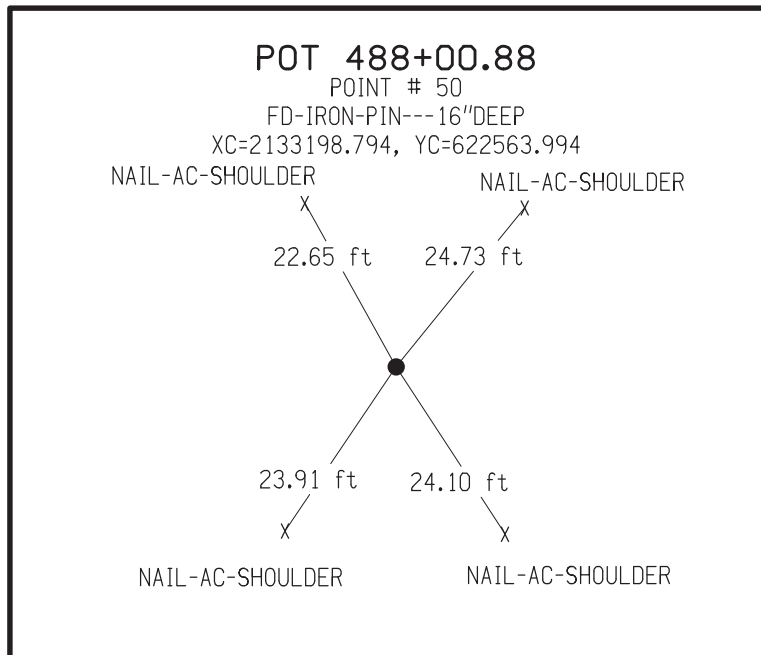 POT 488+00.88
POINT # 50
FD-IRON-PIN---16"DEEP
XC=2133198.794, YC=622563.994
NAIL-AC-SHOULDER
NAIL-AC-SHOULDER
X
X
22.65 ft
24.73 ft
23.91 ft
24.10 ft
X
X
NAIL-AC-SHOULDER
NAIL-AC-SHOULDER